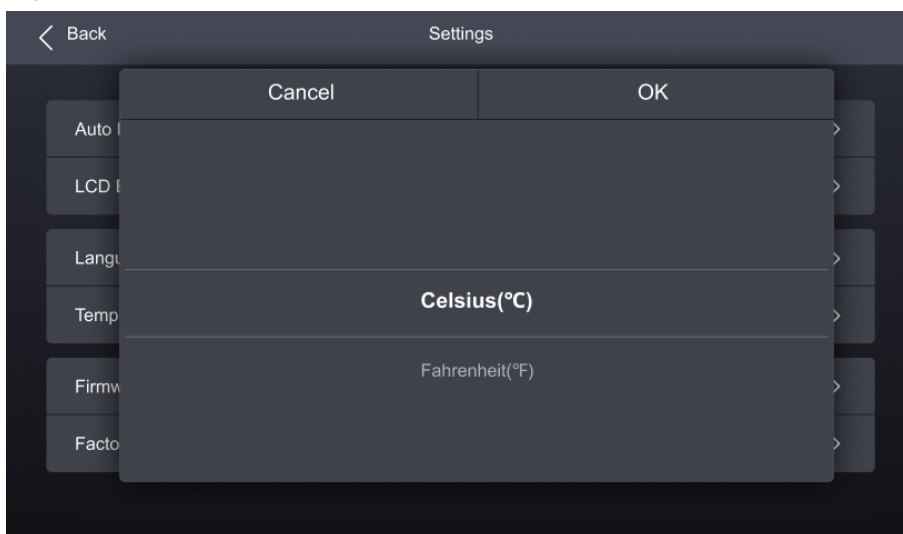 Back
Settings
Cancel
OK
Auto
LCD
Langu
Celsius(℃)
Temp
Fahrenheit(℉)
Firmw
Facto